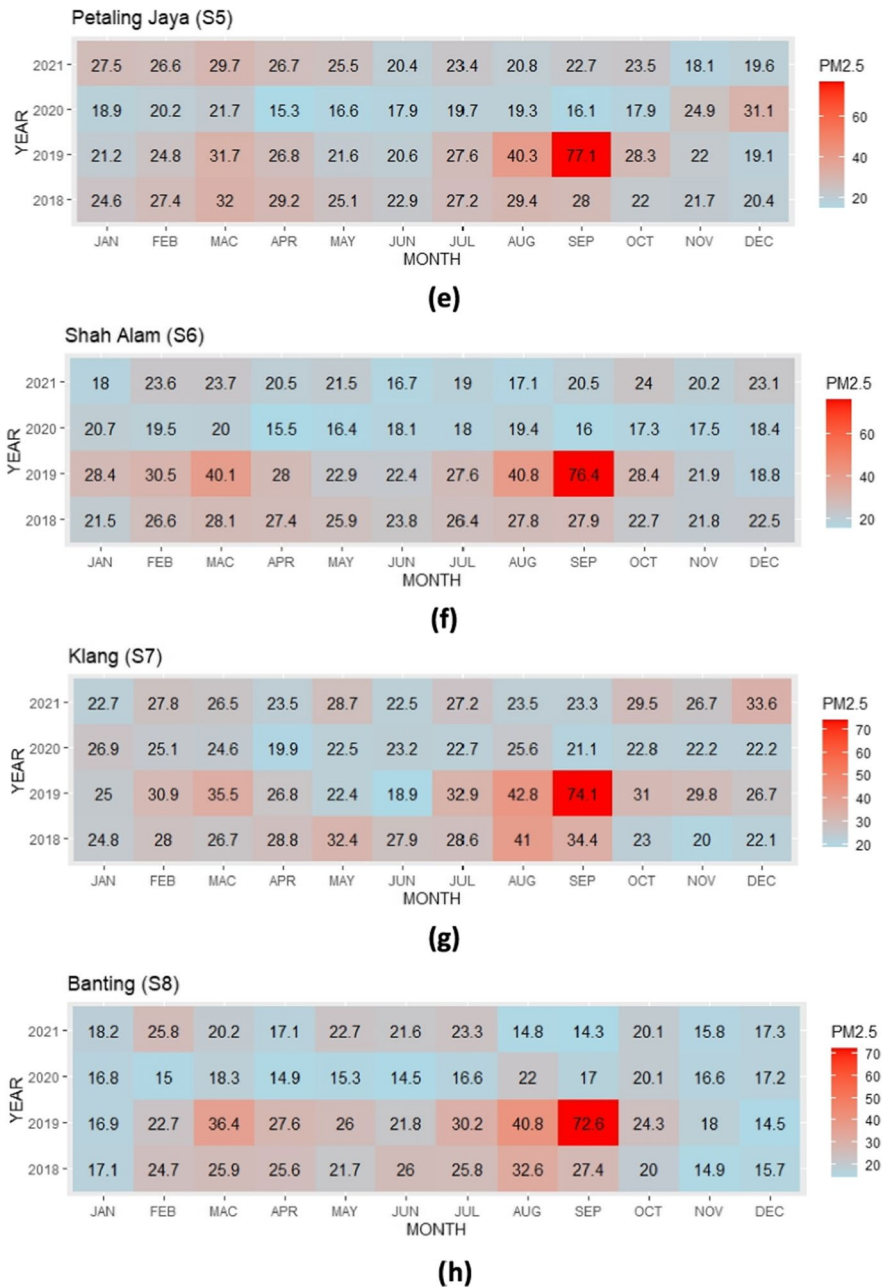 Petaling Jaya (S5)
2021 27.5 26.6 29.7 26.7 25.5 20.4 23.4 20.8 22.7 23.5 18.1 19.6
2020 18.9 20.2 21.7 15.3 16.6 17.9 19.7 19.3 16.1 17.9 24.9 31.1
2019 21.2 24.8 31.7 26.8 21.6 20.6 27.6 40.3 77.1 28.3 22 19.1
2018 24.6 27.4 32 29.2 25.1 22.9 27.2 29.4 28 22 21.7 20.4
YEAR
JAN FEB MAC APR MAY JUN JUL AUG SEP OCT NOV DEC
MONTH
PM2.5
60
40
20
(e)
Shah Alam (S6)
2021 18 23.6 23.7 20.5 21.5 16.7 19 17.1 20.5 24 20.2 23.1
2020 20.7 19.5 20 15.5 16.4 18.1 18 19.4 16 17.3 17.5 18.4
2019 28.4 30.5 40.1 28 22.9 22.4 27.6 40.8 76.4 28.4 21.9 18.8
2018 21.5 26.6 28.1 27.4 25.9 23.8 26.4 27.8 27.9 22.7 21.8 22.5
YEAR
JAN FEB MAC APR MAY JUN JUL AUG SEP OCT NOV DEC
MONTH
PM2.5
60
40
20
(f)
Klang (S7)
2021 22.7 27.8 26.5 23.5 28.7 22.5 27.2 23.5 23.3 29.5 26.7 33.6
2020 26.9 25.1 24.6 19.9 22.5 23.2 22.7 25.6 21.1 22.8 22.2 22.2
2019 25 30.9 35.5 26.8 22.4 18.9 32.9 42.8 74.1 31 29.8 26.7
2018 24.8 28 26.7 28.8 32.4 27.9 28.6 41 34.4 23 20 22.1
YEAR
JAN FEB MAC APR MAY JUN JUL AUG SEP OCT NOV DEC
MONTH
PM2.5
70
60
50
40
30
20
(g)
Banting (S8)
2021 18.2 25.8 20.2 17.1 22.7 21.6 23.3 14.8 14.3 20.1 15.8 17.3
2020 16.8 15 18.3 14.9 15.3 14.5 16.6 22 17 20.1 16.6 17.2
2019 16.9 22.7 36.4 27.6 26 21.8 30.2 40.8 72.6 24.3 18 14.5
2018 17.1 24.7 25.9 25.6 21.7 26 25.8 32.6 27.4 20 14.9 15.7
YEAR
JAN FEB MAC APR MAY JUN JUL AUG SEP OCT NOV DEC
MONTH
PM2.5
70
60
50
40
30
20
(h)